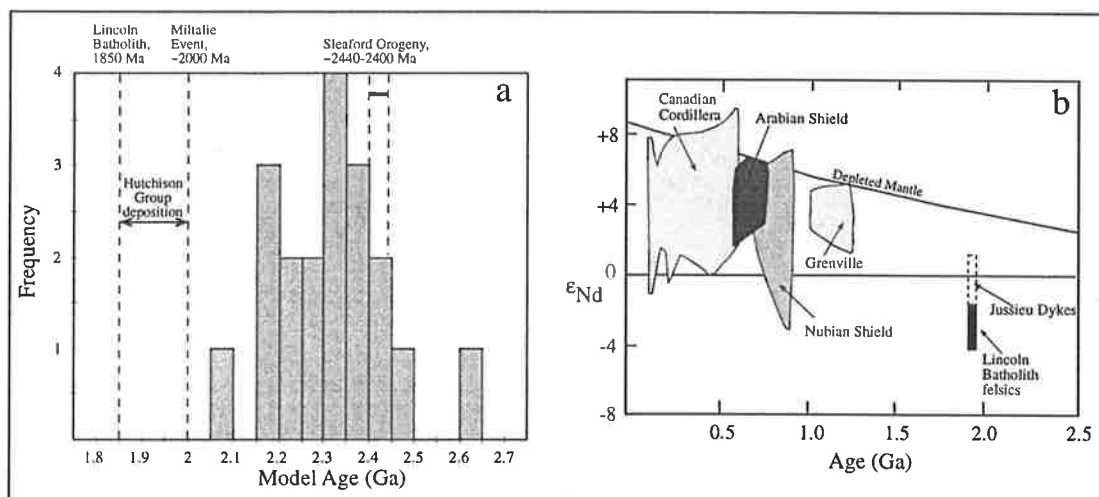 Lincoln
Batholith,
1850 Ma
Miltalie
Event,
~2000 Ma
Sleaford Orogeny,
~2440-2400 Ma
a
4
3
2
1
Frequency
Hutchison
Group
deposition
1.8 1.9 2 2.1 2.2 2.3 2.4 2.5 2.6 2.7
Model Age (Ga)
b
Canadian
Cordillera
Arabian Shield
Depleted Mantle
Grenville
Nubian Shield
Jussieu Dykes
Lincoln
Batholith
felsics
+8
+4
0
εNd
-4
-8
0.5 1.0 1.5 2.0 2.5
Age (Ga)